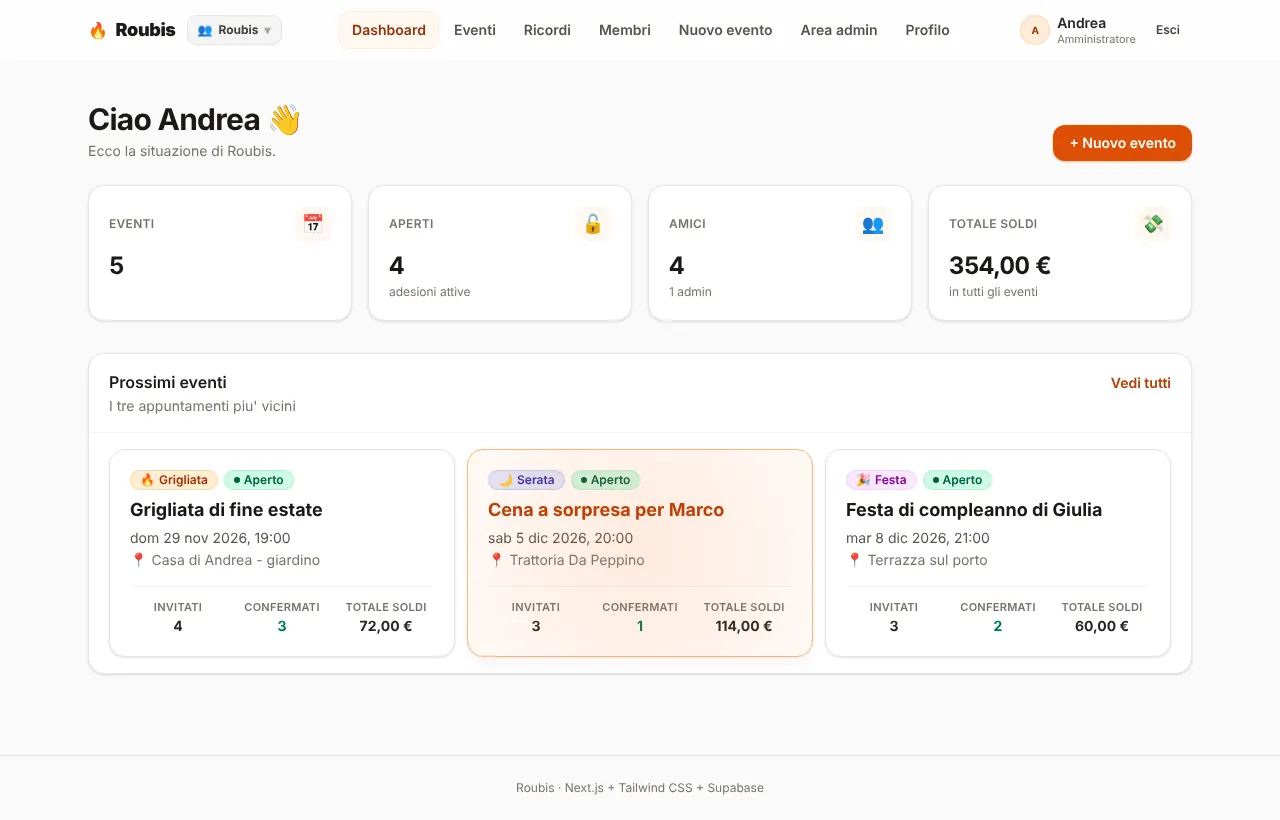 Roubis
Roubis
Dashboard
Eventi
Ricordi
Membri
Nuovo evento
Area admin
Profilo
A
Andrea
Amministratore
Esci
Ciao Andrea 👋
Ecco la situazione di Roubis.
+ Nuovo evento
EVENTI
5
APERTI
4
adesioni attive
AMICI
4
1 admin
TOTALE SOLDI
354,00 €
in tutti gli eventi
Prossimi eventi
I tre appuntamenti piu' vicini
Vedi tutti
🔥 Grigliata
Aperto
Grigliata di fine estate
dom 29 nov 2026, 19:00
📍 Casa di Andrea - giardino
INVITATI
4
CONFERMATI
3
TOTALE SOLDI
72,00 €
🌙 Serata
Aperto
Cena a sorpresa per Marco
sab 5 dic 2026, 20:00
📍 Trattoria Da Peppino
INVITATI
3
CONFERMATI
1
TOTALE SOLDI
114,00 €
🎉 Festa
Aperto
Festa di compleanno di Giulia
mar 8 dic 2026, 21:00
📍 Terrazza sul porto
INVITATI
3
CONFERMATI
2
TOTALE SOLDI
60,00 €
Roubis · Next.js + Tailwind CSS + Supabase